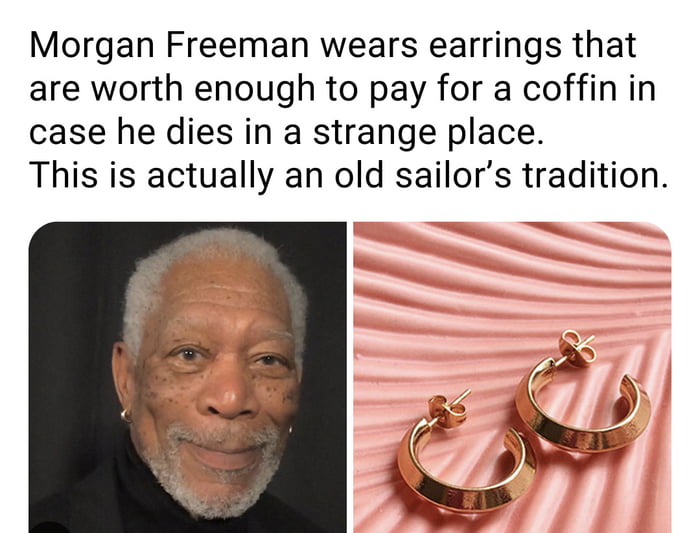 Morgan Freeman wears earrings that
are worth enough to pay for a coffin in
case he dies in a strange place.
This is actually an old sailor’s tradition.